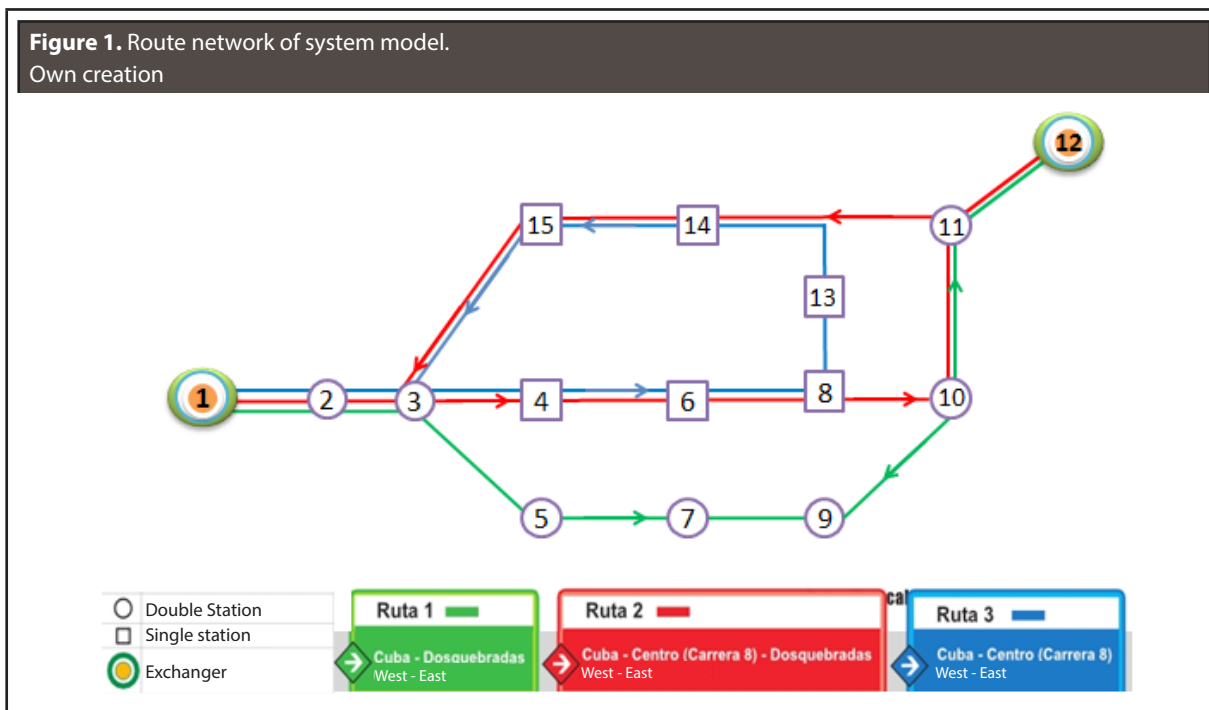 Figure 1. Route network of system model.
Own creation
12
15
14
11
13
1
2
3
4
6
8
10
5
7
9
Double Station
Single station
Exchanger
Ruta 1
Cuba - Dosquebradas
West - East
Ruta 2
Cuba - Centro (Carrera 8) - Dosquebradas
West - East
cal
Ruta 3
Cuba - Centro (Carrera 8)
West - East